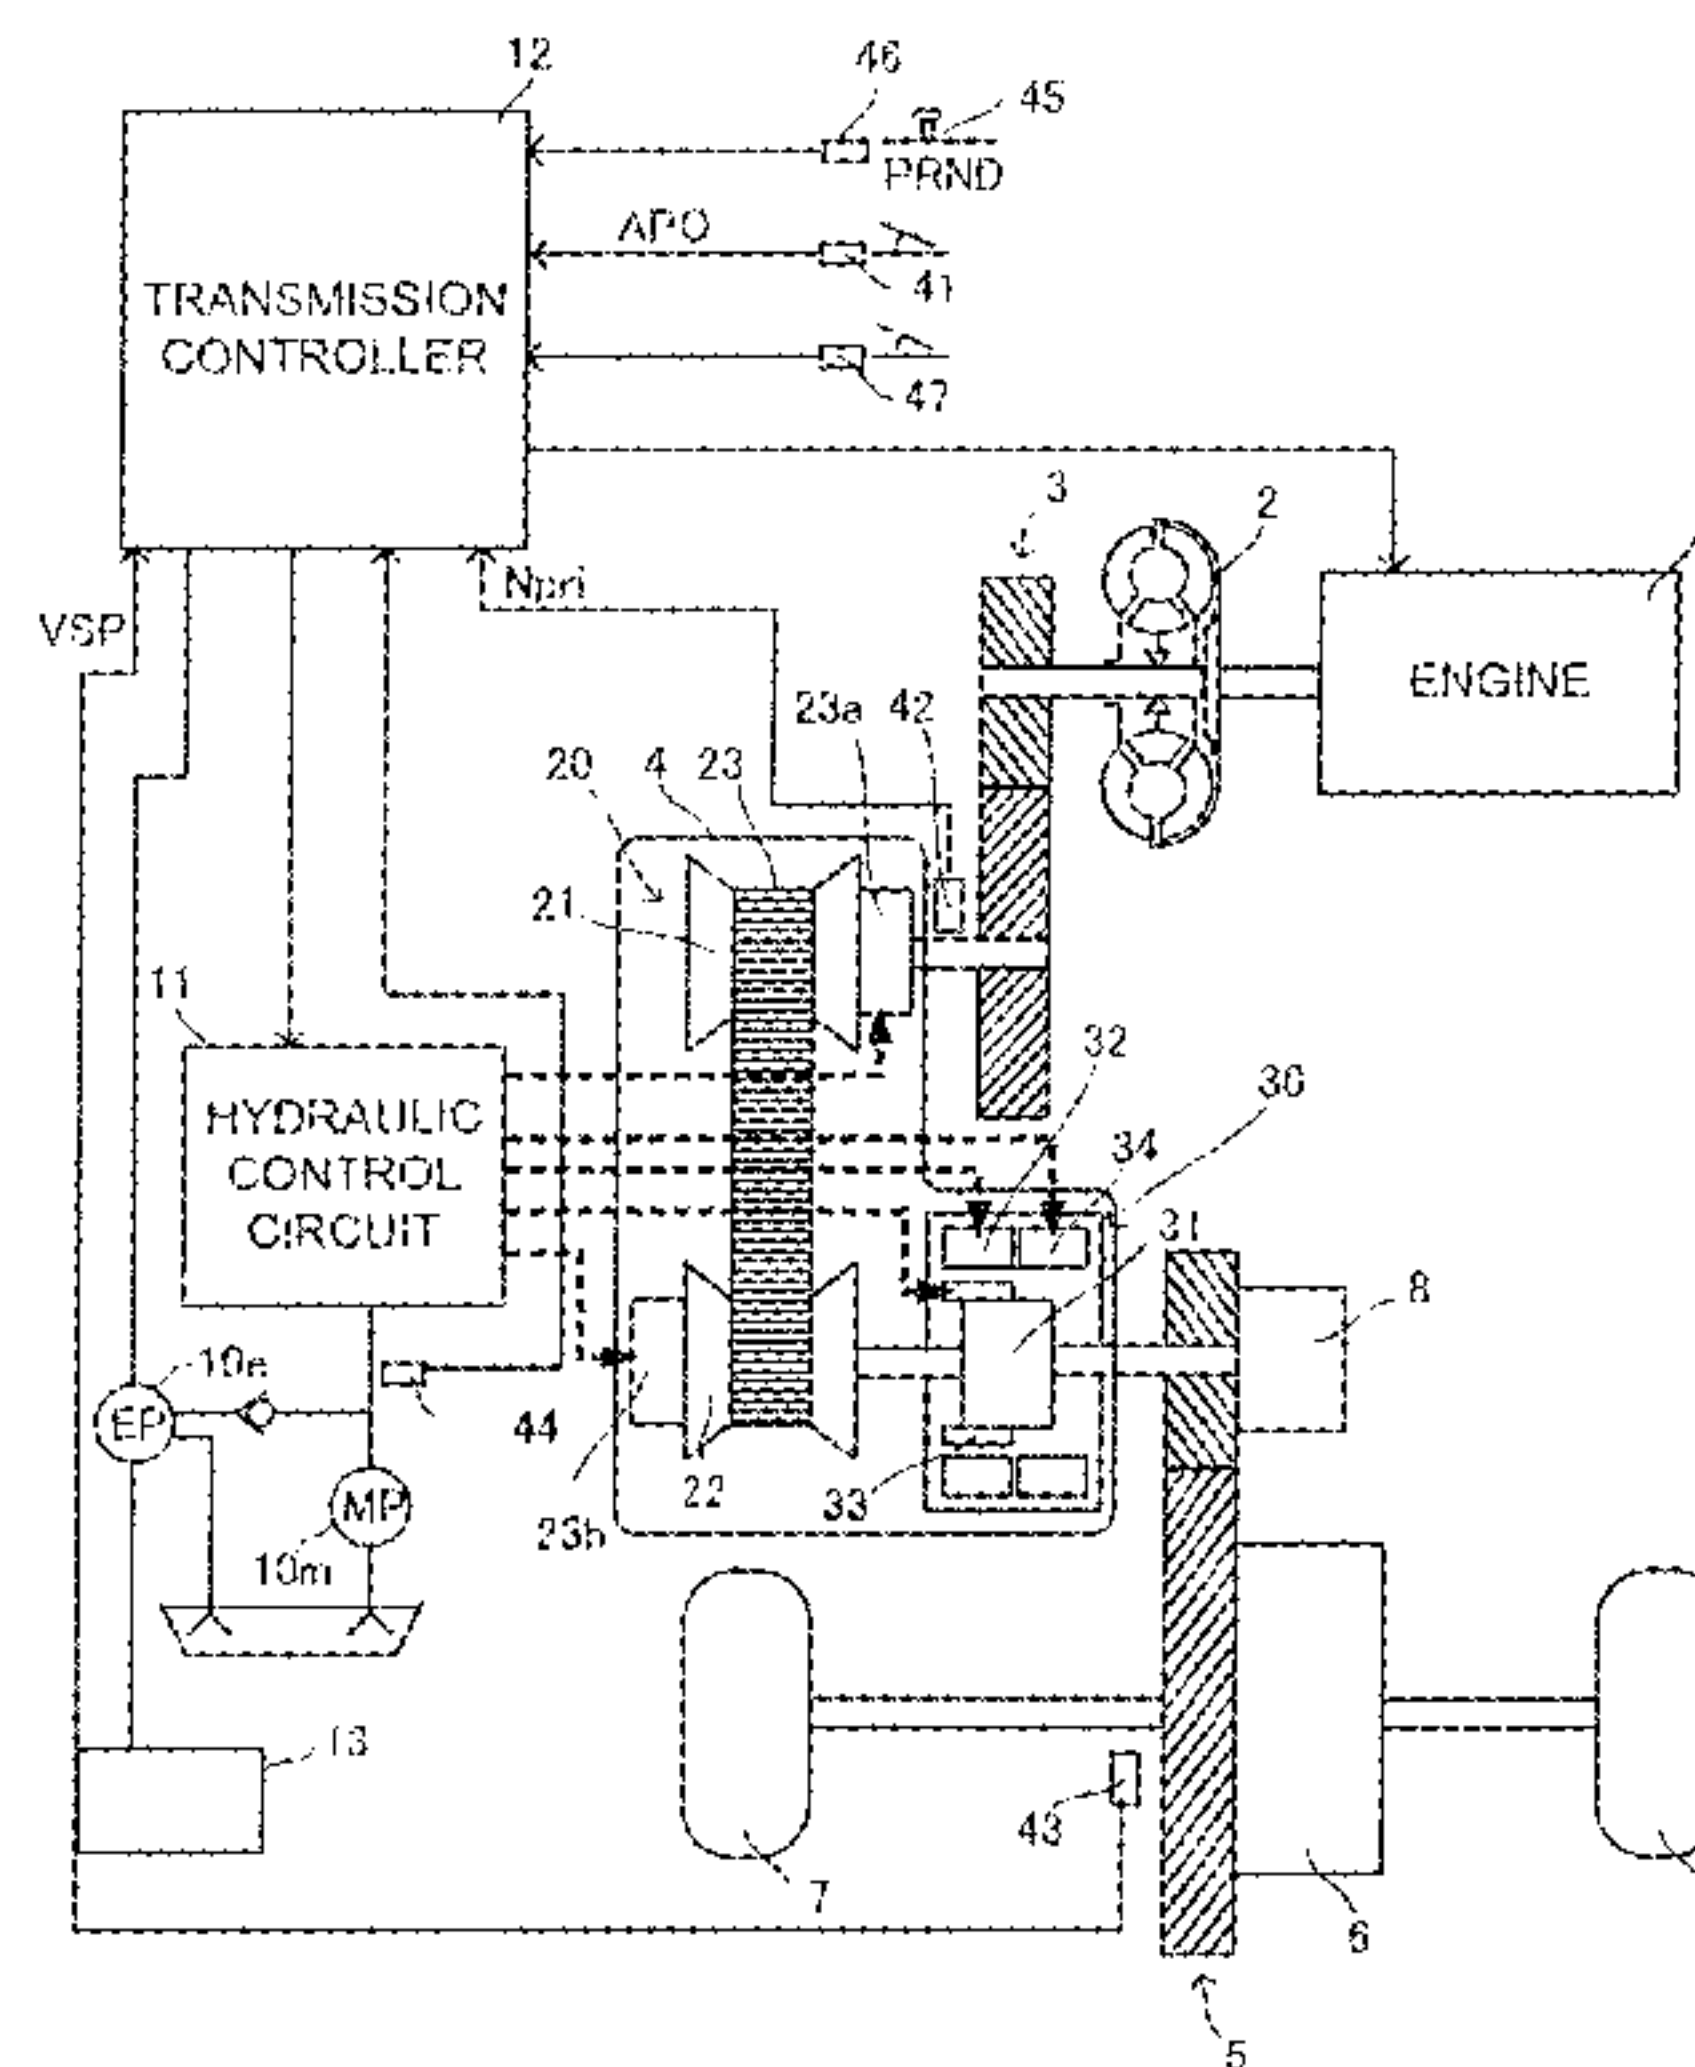 12
46
45
PRND
APO
41
TRANSMISSION
CONTROLLER
47
3
2
Npri
VSP
ENGINE
23a
42
20
4
23
21
11
32
30
HYDRAULIC
CONTROL
CIRCUIT
34
31
8
10e
EP
44
22
33
MP
23b
10m
13
43
7
6
5